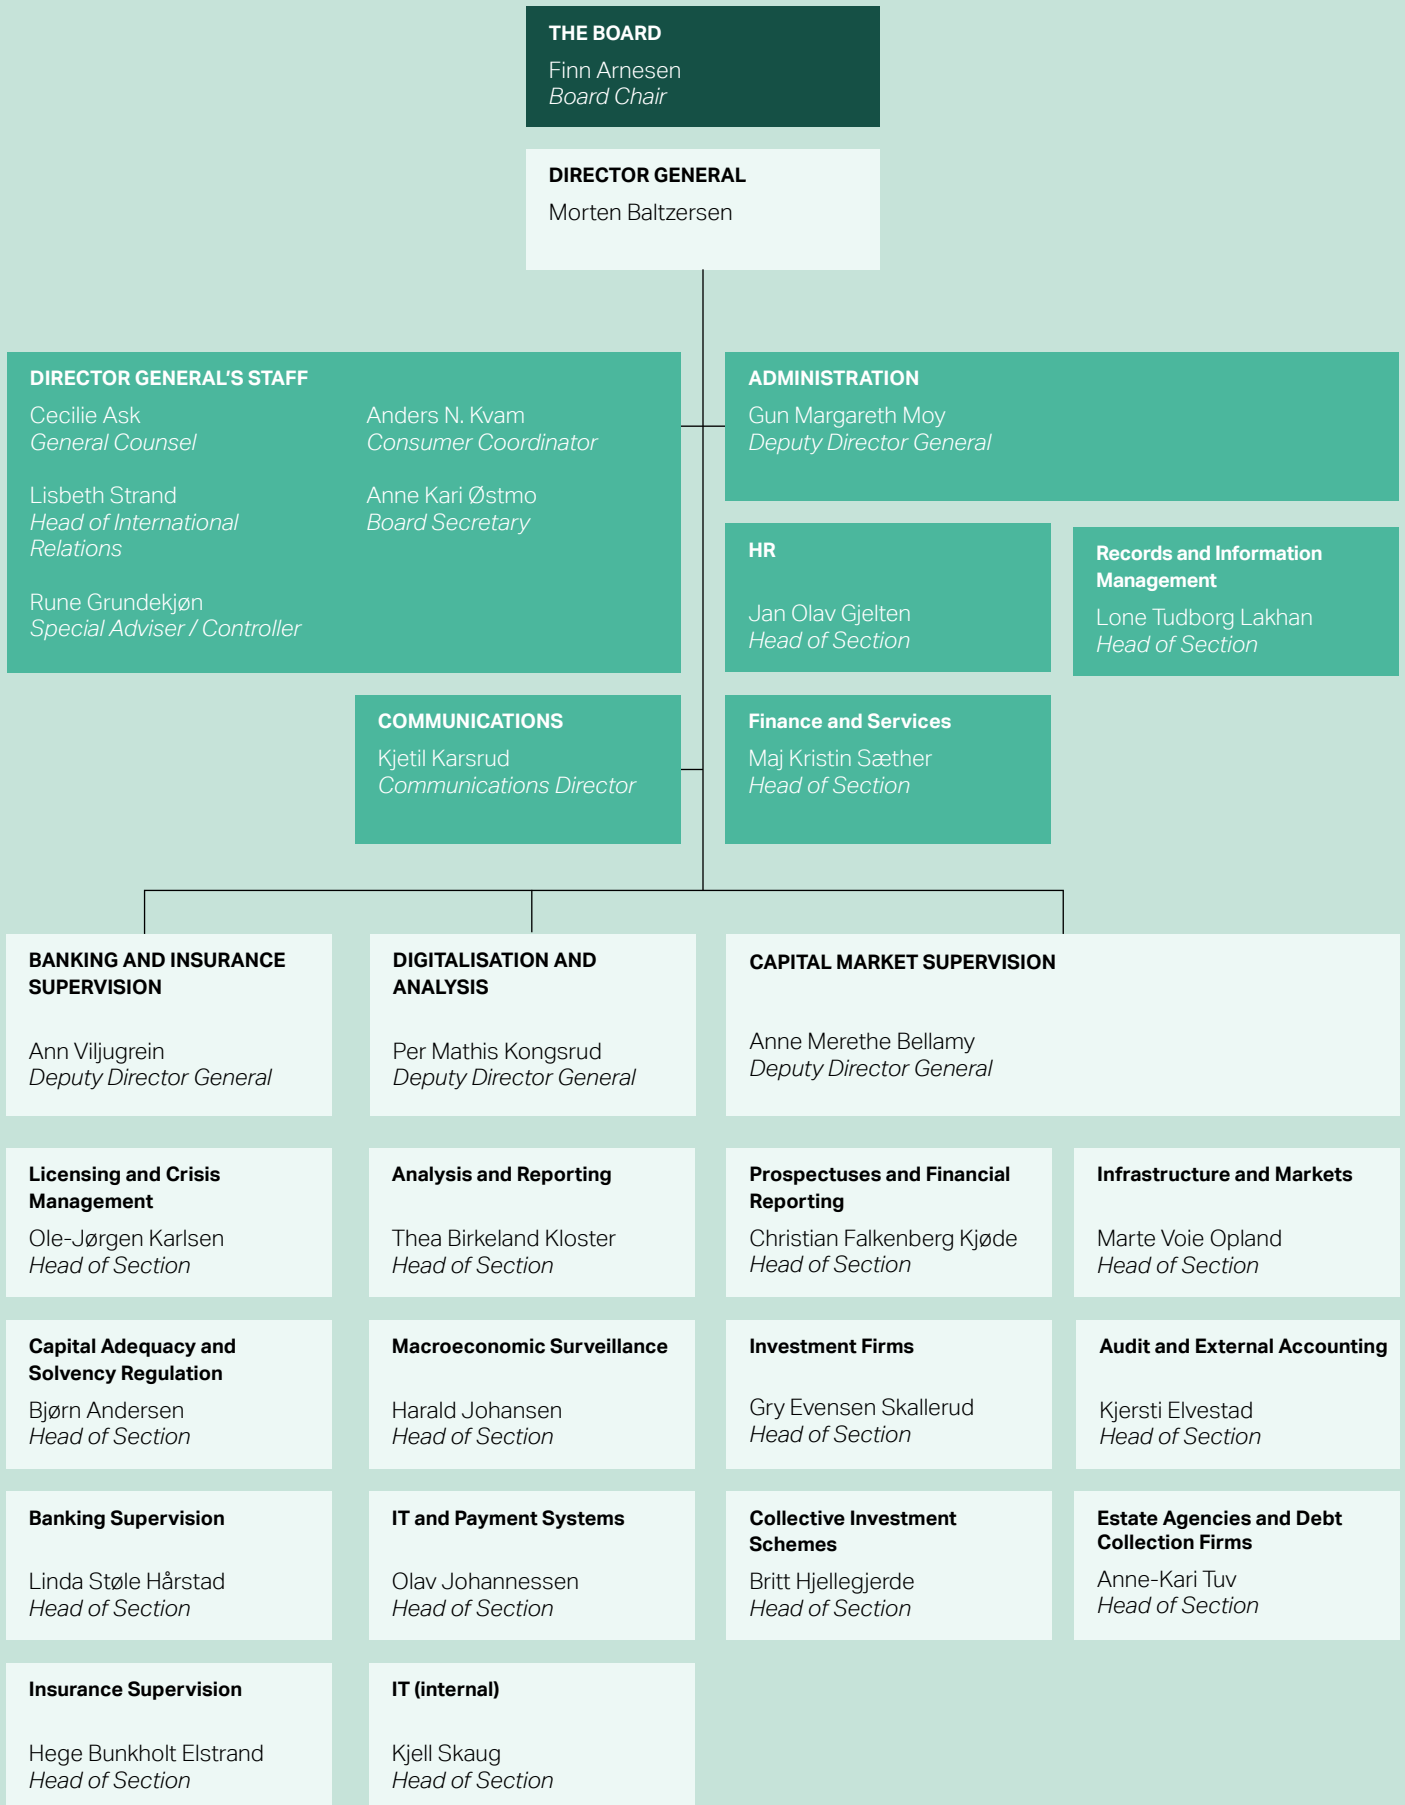 THE BOARD
Finn Arnesen
Board Chair
DIRECTOR GENERAL
Morten Baltzersen
DIRECTOR GENERAL'S STAFF
Cecilie Ask
General Counsel
Lisbeth Strand
Head of International
Relations
Rune Grundekjøn
Special Adviser / Controller
Anders N. Kvam
Consumer Coordinator
Anne Kari Østmo
Board Secretary
ADMINISTRATION
Gun Margareth Moy
Deputy Director General
HR
Jan Olav Gjelten
Head of Section
Records and Information
Management
Lone Tudborg Lakhan
Head of Section
COMMUNICATIONS
Kjetil Karsrud
Communications Director
Finance and Services
Maj Kristin Sæther
Head of Section
BANKING AND INSURANCE
SUPERVISION
Ann Viljugrein
Deputy Director General
DIGITALISATION AND
ANALYSIS
Per Mathis Kongsrud
Deputy Director General
CAPITAL MARKET SUPERVISION
Anne Merethe Bellamy
Deputy Director General
Licensing and Crisis
Management
Ole-Jørgen Karlsen
Head of Section
Analysis and Reporting
Thea Birkeland Kloster
Head of Section
Prospectuses and Financial
Reporting
Christian Falkenberg Kjøde
Head of Section
Infrastructure and Markets
Marte Voie Opland
Head of Section
Capital Adequacy and
Solvency Regulation
Bjørn Andersen
Head of Section
Macroeconomic Surveillance
Harald Johansen
Head of Section
Investment Firms
Gry Evensen Skallerud
Head of Section
Audit and External Accounting
Kjersti Elvestad
Head of Section
Banking Supervision
Linda Støle Hårstad
Head of Section
IT and Payment Systems
Olav Johannessen
Head of Section
Collective Investment
Schemes
Britt Hjellegjerde
Head of Section
Estate Agencies and Debt
Collection Firms
Anne-Kari Tuv
Head of Section
Insurance Supervision
Hege Bunkholt Elstrand
Head of Section
IT (internal)
Kjell Skaug
Head of Section